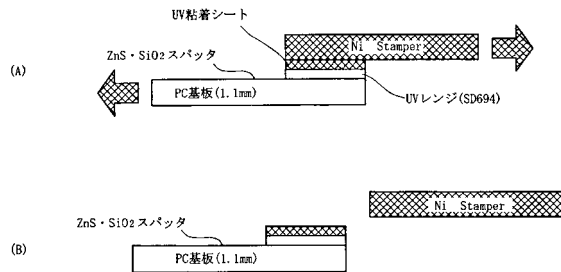 UV粘着シート
Ni Stamper
ZnS・SiO2スパッタ
(A)
PC基板(1.1mm)
UVレンジ(SD694)
Ni Stamper
ZnS・SiO2スパッタ
(B)
PC基板(1.1mm)